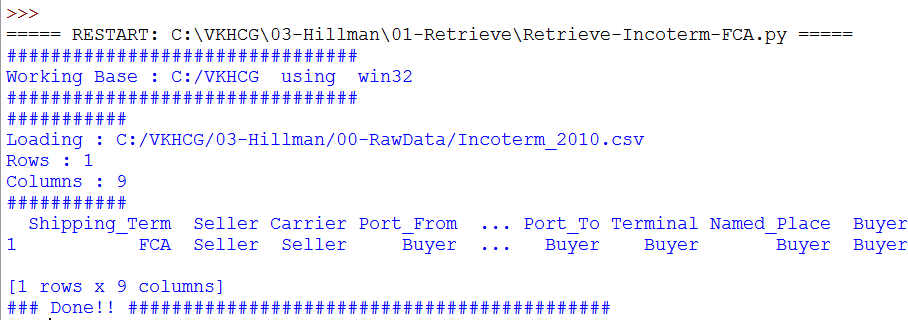 >>>
===== RESTART: C:\VKHCG\03-Hillman\01-Retrieve\Retrieve-Incoterm-FCA.py =====
################################
Working Base : C:/VKHCG  using  win32
################################
###########
Loading : C:/VKHCG/03-Hillman/00-RawData/Incoterm_2010.csv
Rows : 1
Columns : 9
###########
  Shipping_Term  Seller Carrier Port_From  ... Port_To Terminal Named_Place  Buyer
1           FCA  Seller  Seller     Buyer  ...   Buyer    Buyer       Buyer  Buyer
[1 rows x 9 columns]
### Done!! ############################################